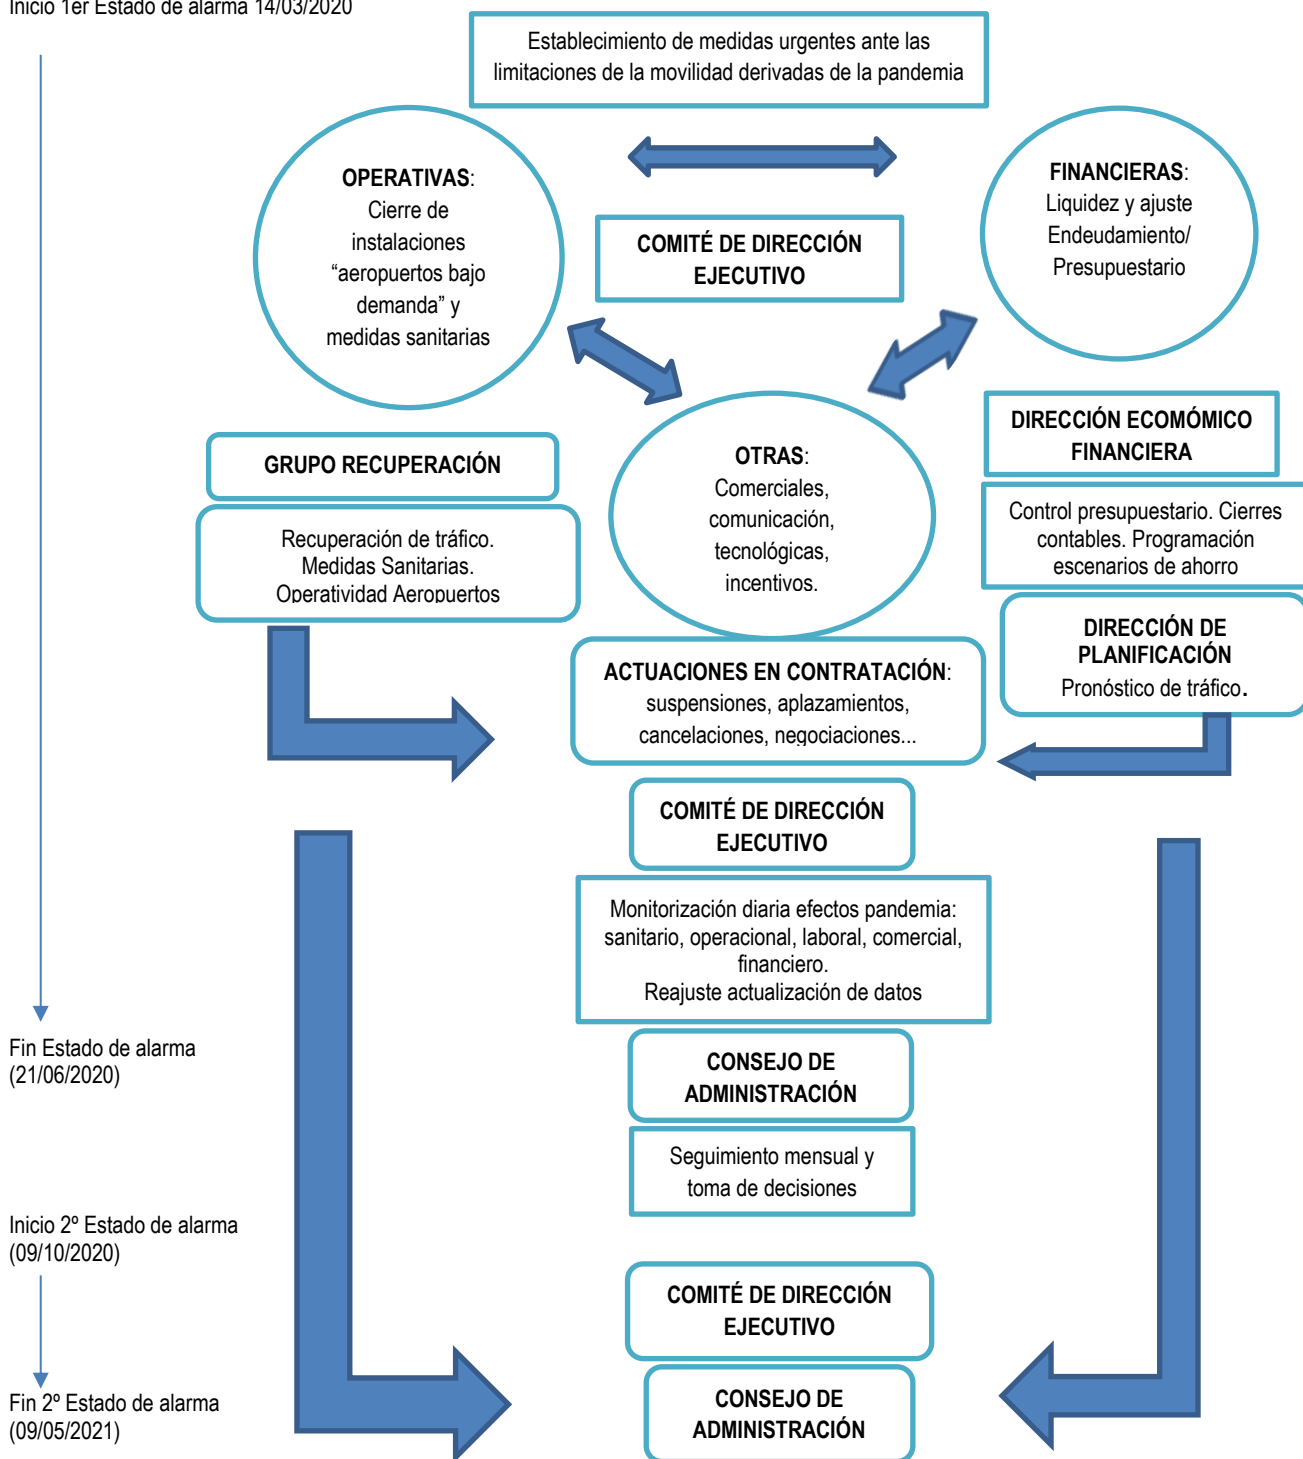 Inicio 1er Estado de alarma 14/03/2020
Establecimiento de medidas urgentes ante las
limitaciones de la movilidad derivadas de la pandemia
OPERATIVAS:
Cierre de
instalaciones
“aeropuertos bajo
demanda” y
medidas sanitarias
FINANCIERAS:
Liquidez y ajuste
Endeudamiento/
Presupuestario
COMITÉ DE DIRECCIÓN
EJECUTIVO
OTRAS:
Comerciales,
comunicación,
tecnológicas,
incentivos.
GRUPO RECUPERACIÓN
Recuperación de tráfico.
Medidas Sanitarias.
Operatividad Aeropuertos
DIRECCIÓN ECOMÓMICO
FINANCIERA
Control presupuestario. Cierres
contables. Programación
escenarios de ahorro
DIRECCIÓN DE
PLANIFICACIÓN
Pronóstico de tráfico.
ACTUACIONES EN CONTRATACIÓN:
suspensiones, aplazamientos,
cancelaciones, negociaciones...
COMITÉ DE DIRECCIÓN
EJECUTIVO
Monitorización diaria efectos pandemia:
sanitario, operacional, laboral, comercial,
financiero.
Reajuste actualización de datos
Fin Estado de alarma
(21/06/2020)
CONSEJO DE
ADMINISTRACIÓN
Seguimiento mensual y
toma de decisiones
Inicio 2º Estado de alarma
(09/10/2020)
COMITÉ DE DIRECCIÓN
EJECUTIVO
Fin 2º Estado de alarma
(09/05/2021)
CONSEJO DE
ADMINISTRACIÓN